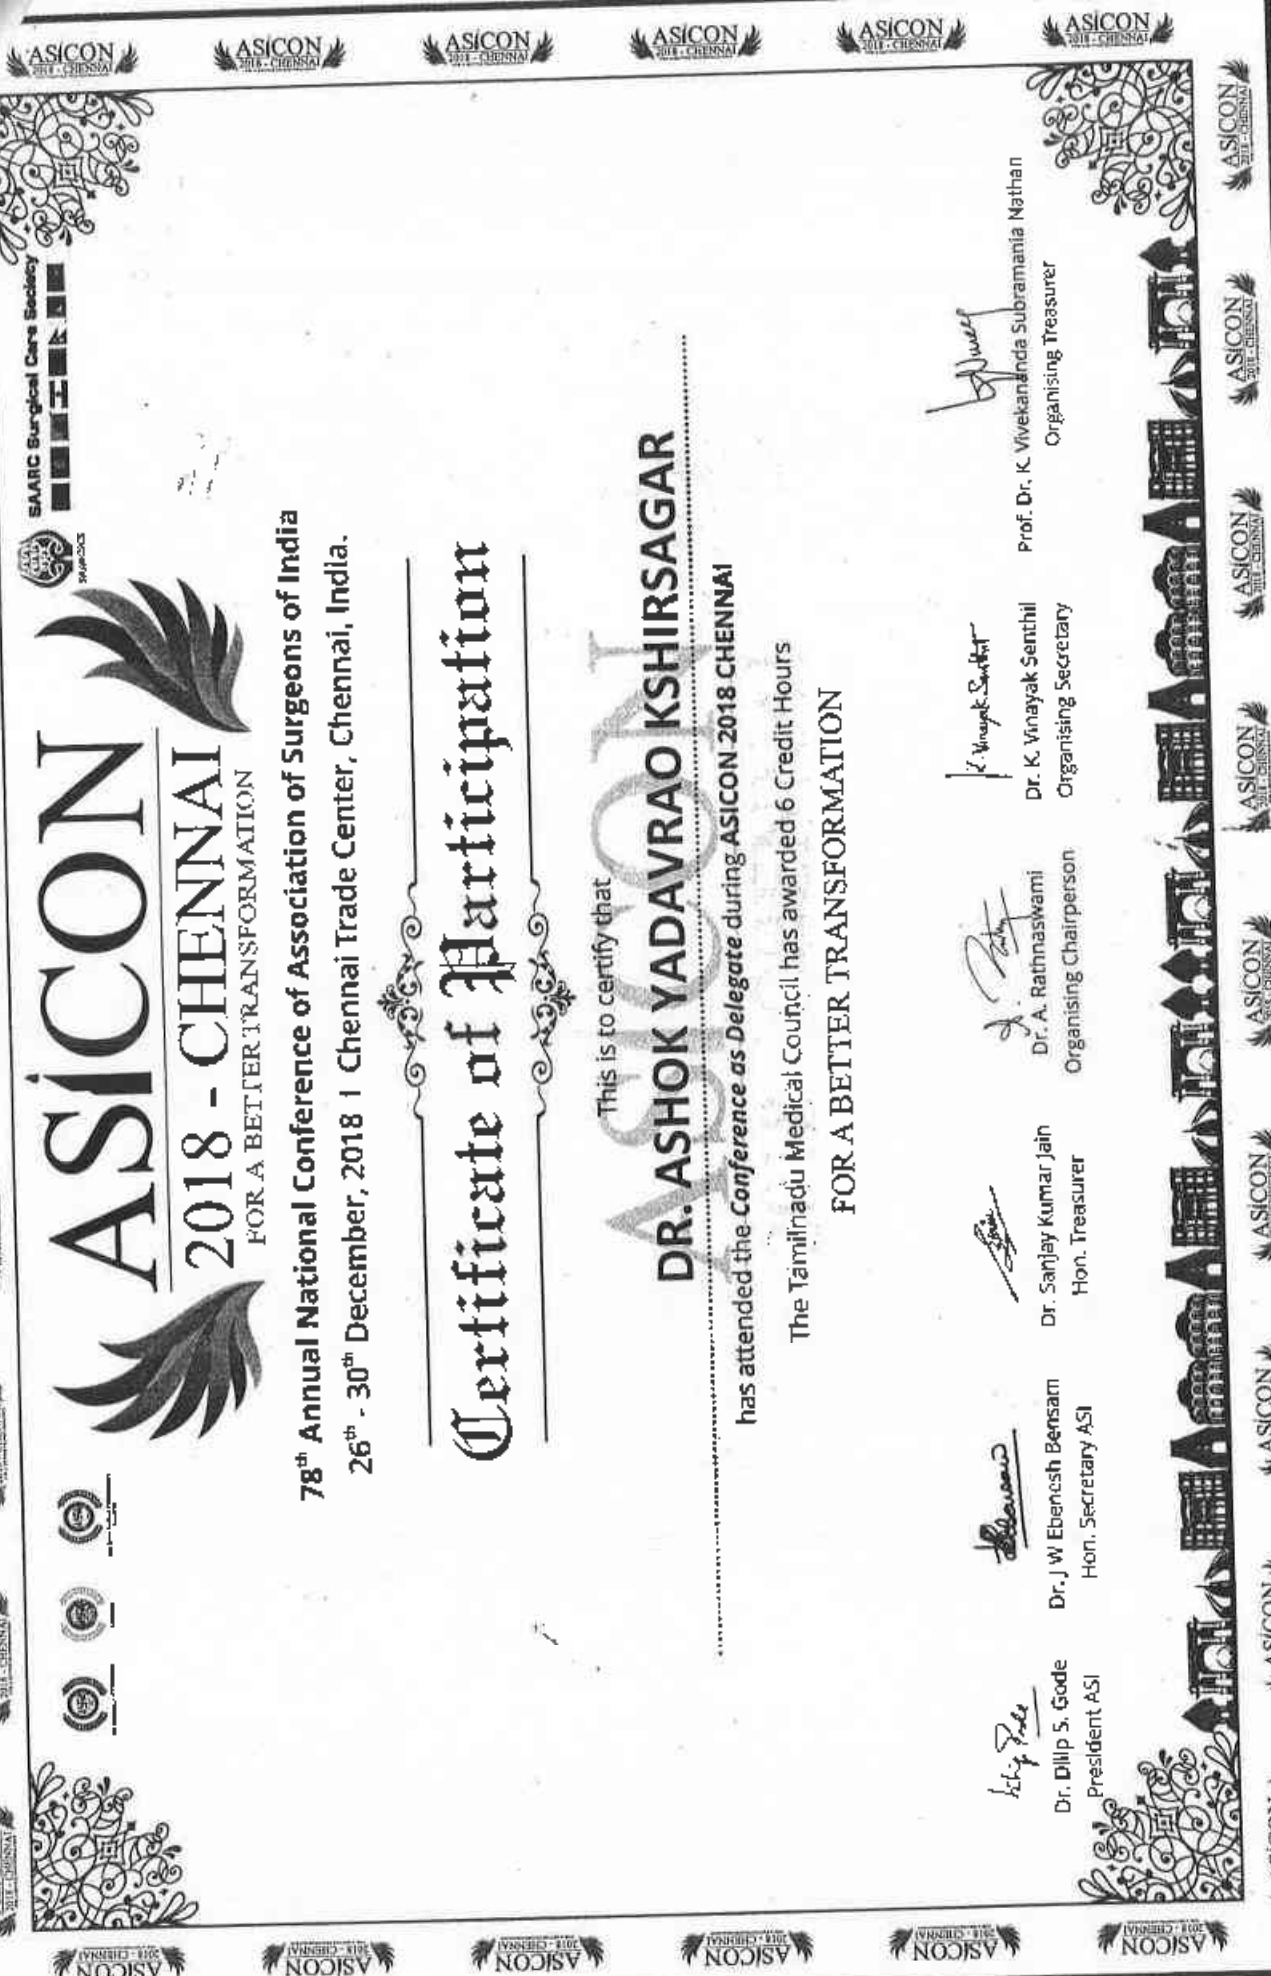 SAARC Surgical Care Society
ASiCON
2018 - CHENNAI
FOR A BETTER TRANSFORMATION
78th Annual National Conference of Association of Surgeons of India
26th - 30th December, 2018 | Chennai Trade Center, Chennai, India.
Certificate of Participation
This is to certify that
DR. ASHOK YADAVRAO KSHIRSAGAR
has attended the Conference as Delegate during ASICON 2018 CHENNAI
The Tamilnadu Medical Council has awarded 6 Credit Hours
FOR A BETTER TRANSFORMATION
Dr. Dilip S. Gode
President ASI
Dr. J W Ebenesh Bensam
Hon. Secretary ASI
Dr. Sanjay Kumar Jain
Hon. Treasurer
Dr. A. Rathnaswami
Organising Chairperson
K. Vinayak Senthil
Dr. K. Vinayak Senthil
Organising Secretary
Prof. Dr. K. Vivekananda Subramania Nathan
Organising Treasurer